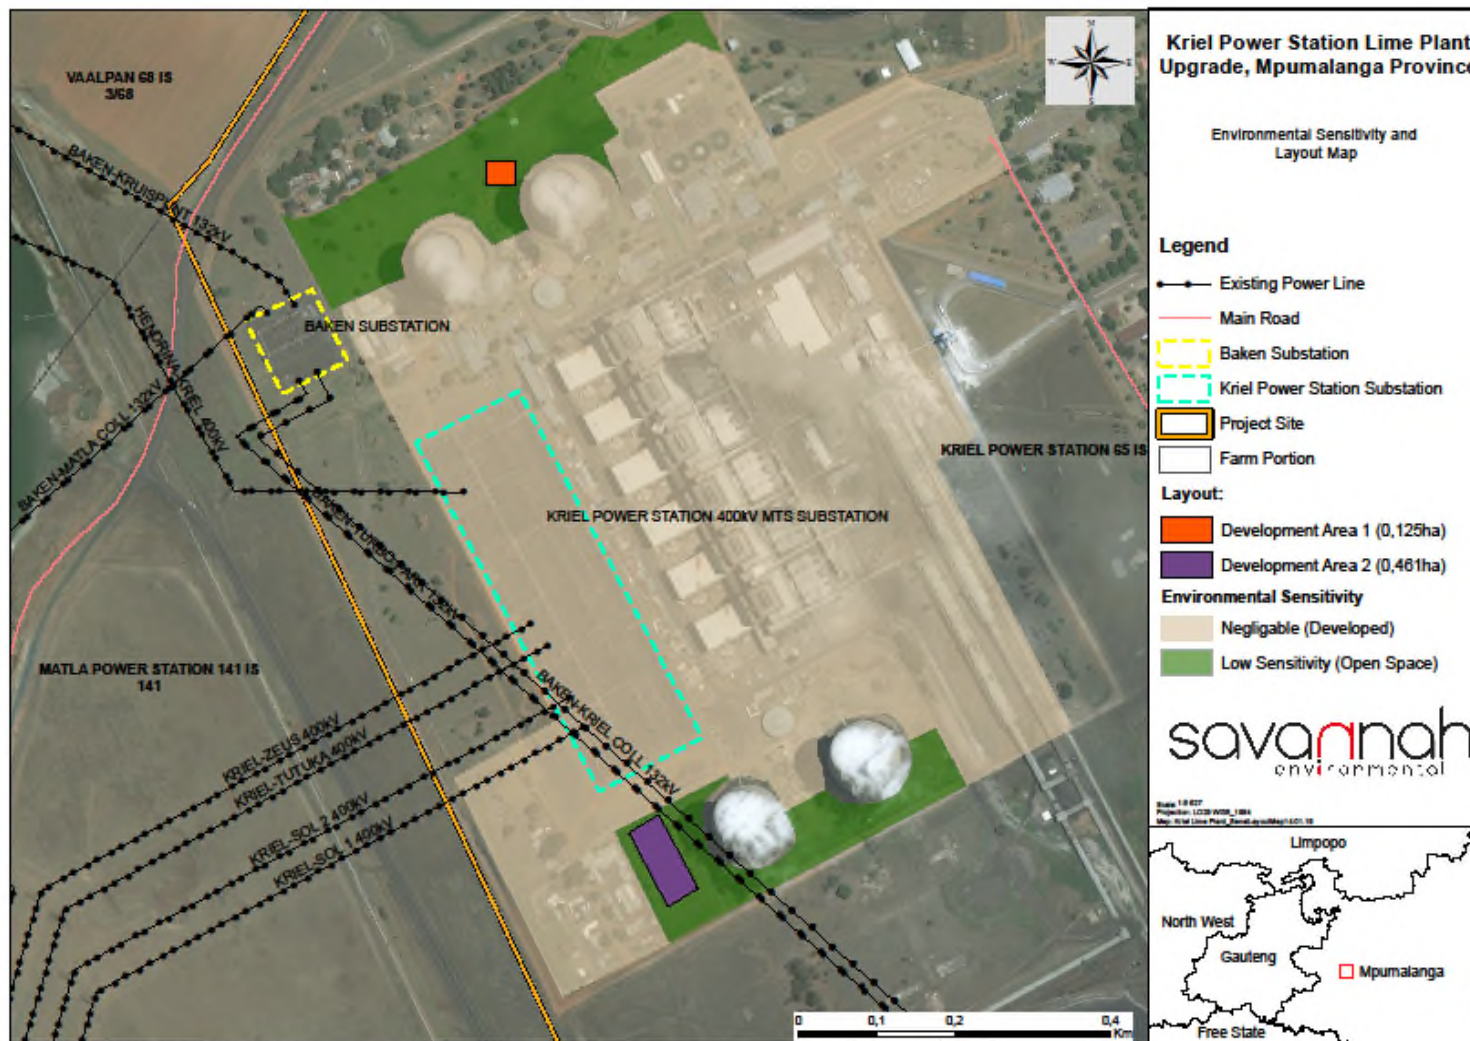 VAALPAN 68 IS
3/68
BAKEN-KRUISPUNT 132kV
HENDRINA-KRIEL 400kV
BAKEN SUBSTATION
BAKEN-MATLA COLL 132kV
KRIEL POWER STATION 65 IS
KRIEL POWER STATION 400kV MTS SUBSTATION
MATLA POWER STATION 141 IS
141
BAKEN-KRIEL COLL 132kV
KRIEL-ZEUS 400kV
KRIEL-TUTUKA 400kV
KRIEL-SOL 2 400kV
KRIEL-SOL 1 400kV
N
W
E
S
0
0,1
0,2
0,4
Km
Kriel Power Station Lime Plant
Upgrade, Mpumalanga Province
Environmental Sensitivity and
Layout Map
Legend
Existing Power Line
Main Road
Baken Substation
Kriel Power Station Substation
Project Site
Farm Portion
Layout:
Development Area 1 (0,125ha)
Development Area 2 (0,461ha)
Environmental Sensitivity
Negligable (Developed)
Low Sensitivity (Open Space)
savannah
environmental
Limpopo
North West
Gauteng
Mpumalanga
Free State